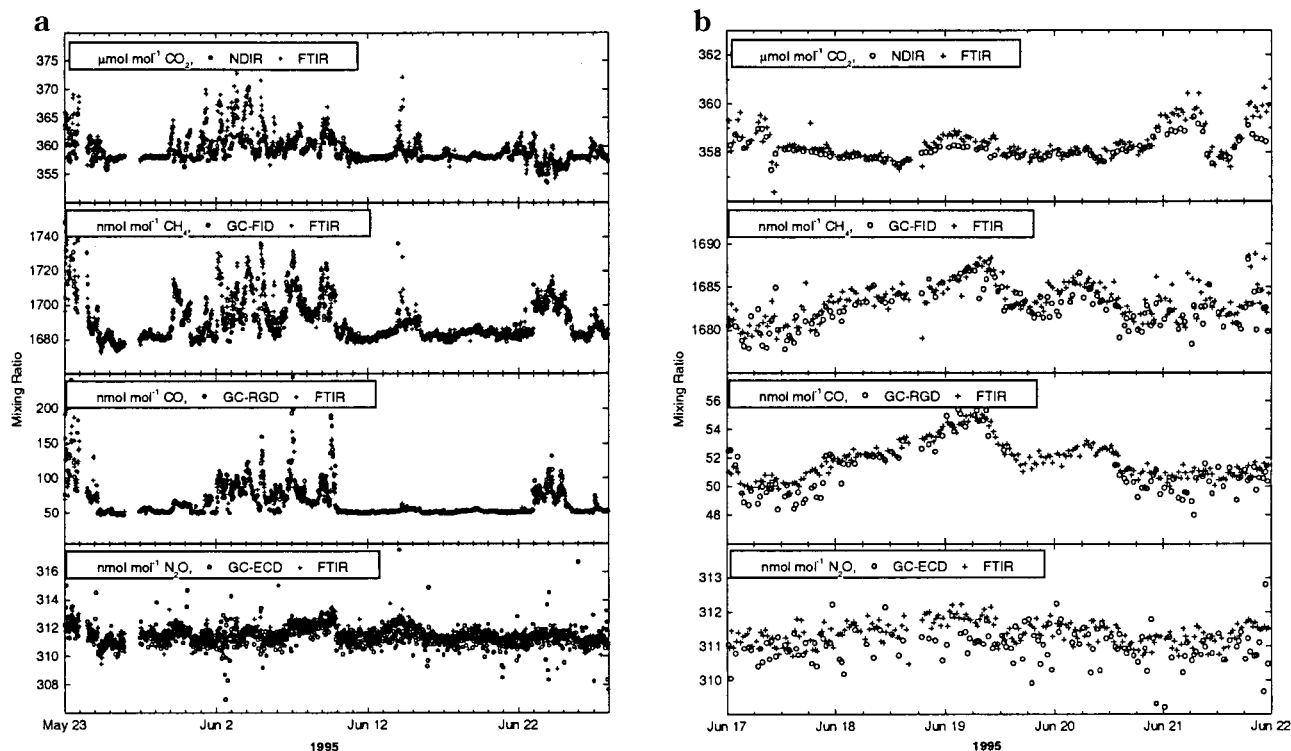 a
μmol mol⁻¹ CO₂, NDIR + FTIR
375
370
365
360
355
nmol mol⁻¹ CH₄, GC-FID + FTIR
1740
1720
1700
1680
nmol mol⁻¹ CO, GC-RGD + FTIR
200
150
100
50
nmol mol⁻¹ N₂O, GC-ECD + FTIR
316
314
312
310
308
Mixing Ratio
May 23 Jun 2 Jun 12 Jun 22
1995
b
μmol mol⁻¹ CO₂, NDIR + FTIR
362
360
358
nmol mol⁻¹ CH₄, GC-FID + FTIR
1690
1685
1680
nmol mol⁻¹ CO, GC-RGD + FTIR
56
54
52
50
48
nmol mol⁻¹ N₂O, GC-ECD + FTIR
313
312
311
310
Mixing Ratio
Jun 17 Jun 18 Jun 19 Jun 20 Jun 21 Jun 22
1995